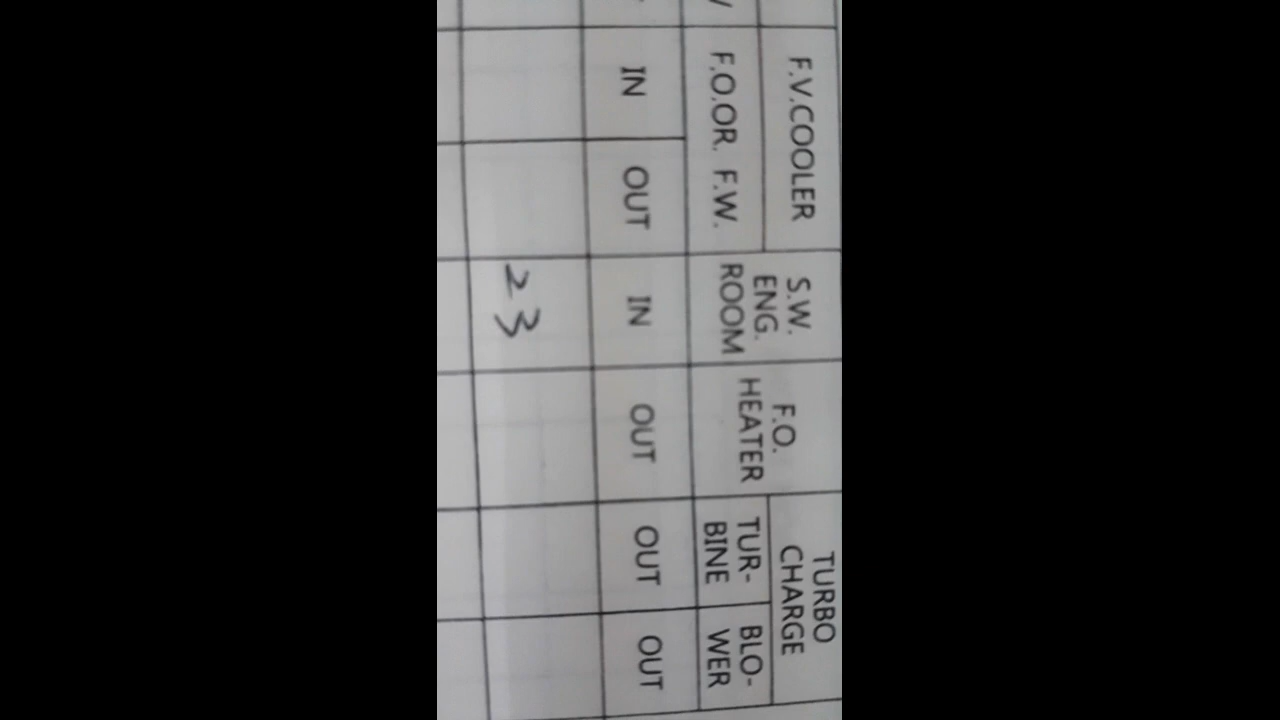 F.V.COOLER
F.O.OR. F.W.
IN OUT
S.W.
ENG.
ROOM
IN
23
F.O.
HEATER
OUT
TURBO
CHARGE
TUR-
BINE
OUT
BLO-
WER
OUT